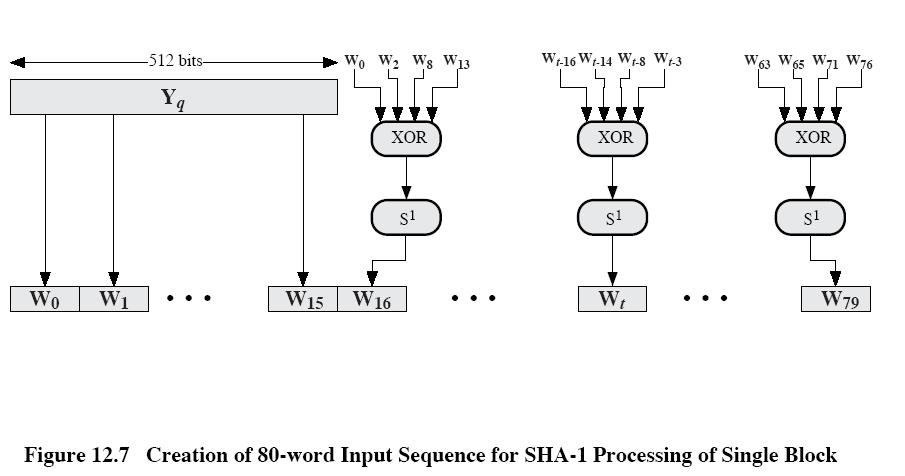 512 bits
W0 W2 W8 W13
Wt-16 Wt-14 Wt-8 Wt-3
W63 W65 W71 W76
Yq
XOR
XOR
XOR
S1
S1
S1
W0 W1 • • • W15 W16 • • • Wt • • • W79
Figure 12.7 Creation of 80-word Input Sequence for SHA-1 Processing of Single Block